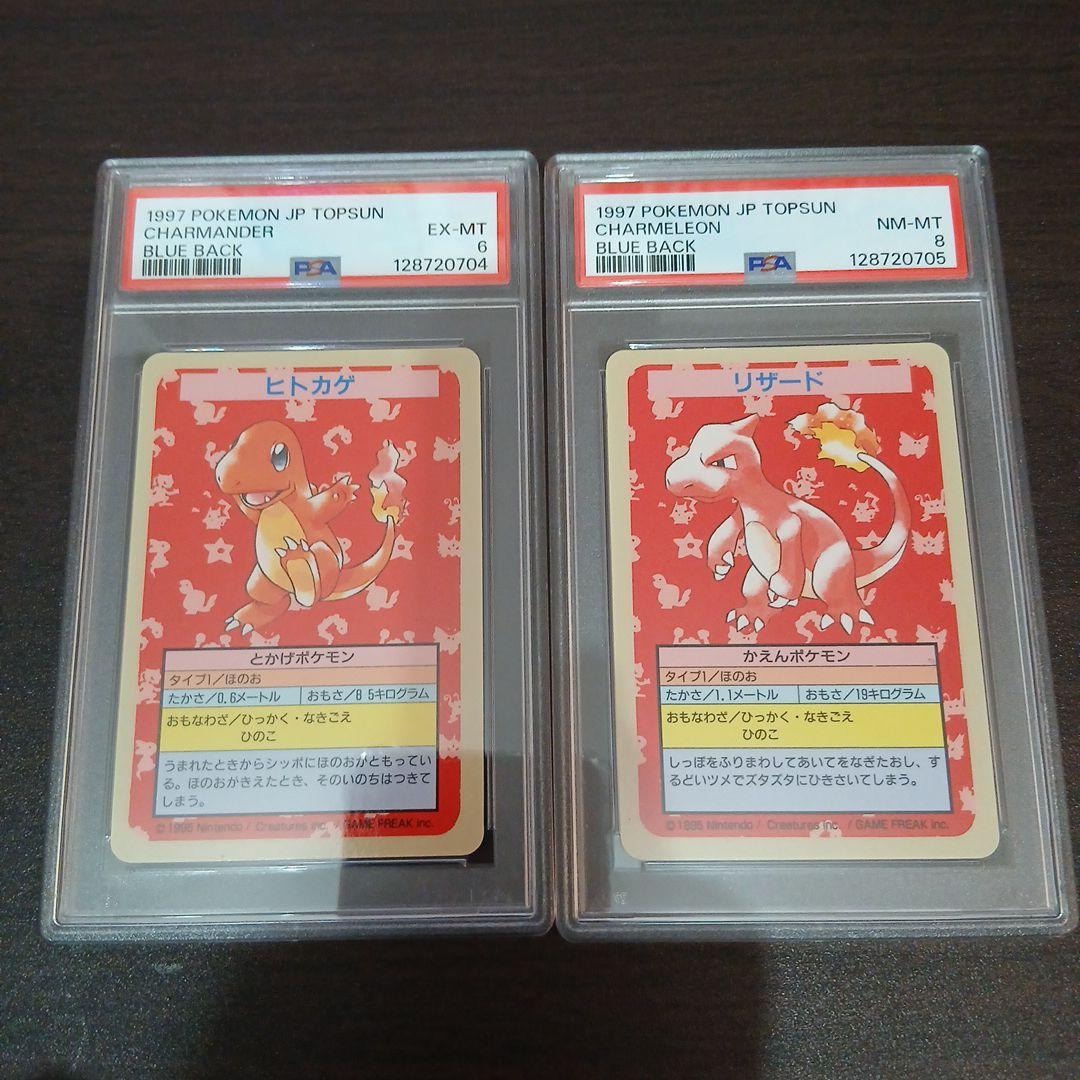 1997 POKEMON JP TOPSUN
CHARMANDER
EX-MT
BLUE BACK
6
PSA
128720704
ヒトカゲ
とかげポケモン
タイプ1/ほのお
たかさ/0.6メートル
おもさ/8 5キログラム
おもなわざ/ひっかく・なきごえ
ひのこ
うまれたときからシッポにほのおがともってい
る。ほのおがきえたとき、そのいのちはつきて
しまう。
© 1995 Nintendo / Creatures inc. / GAME FREAK inc.
1997 POKEMON JP TOPSUN
CHARMELEON
NM-MT
BLUE BACK
8
PSA
128720705
リザード
かえんポケモン
タイプ1/ほのお
たかさ/1.1メートル
おもさ/19キログラム
おもなわざ/ひっかく・なきごえ
ひのこ
しっぽをふりまわしてあいてをなぎたおし、す
るどいツメでズタズタにひきさいてしまう。
© 1995 Nintendo / Creatures inc. / GAME FREAK inc.